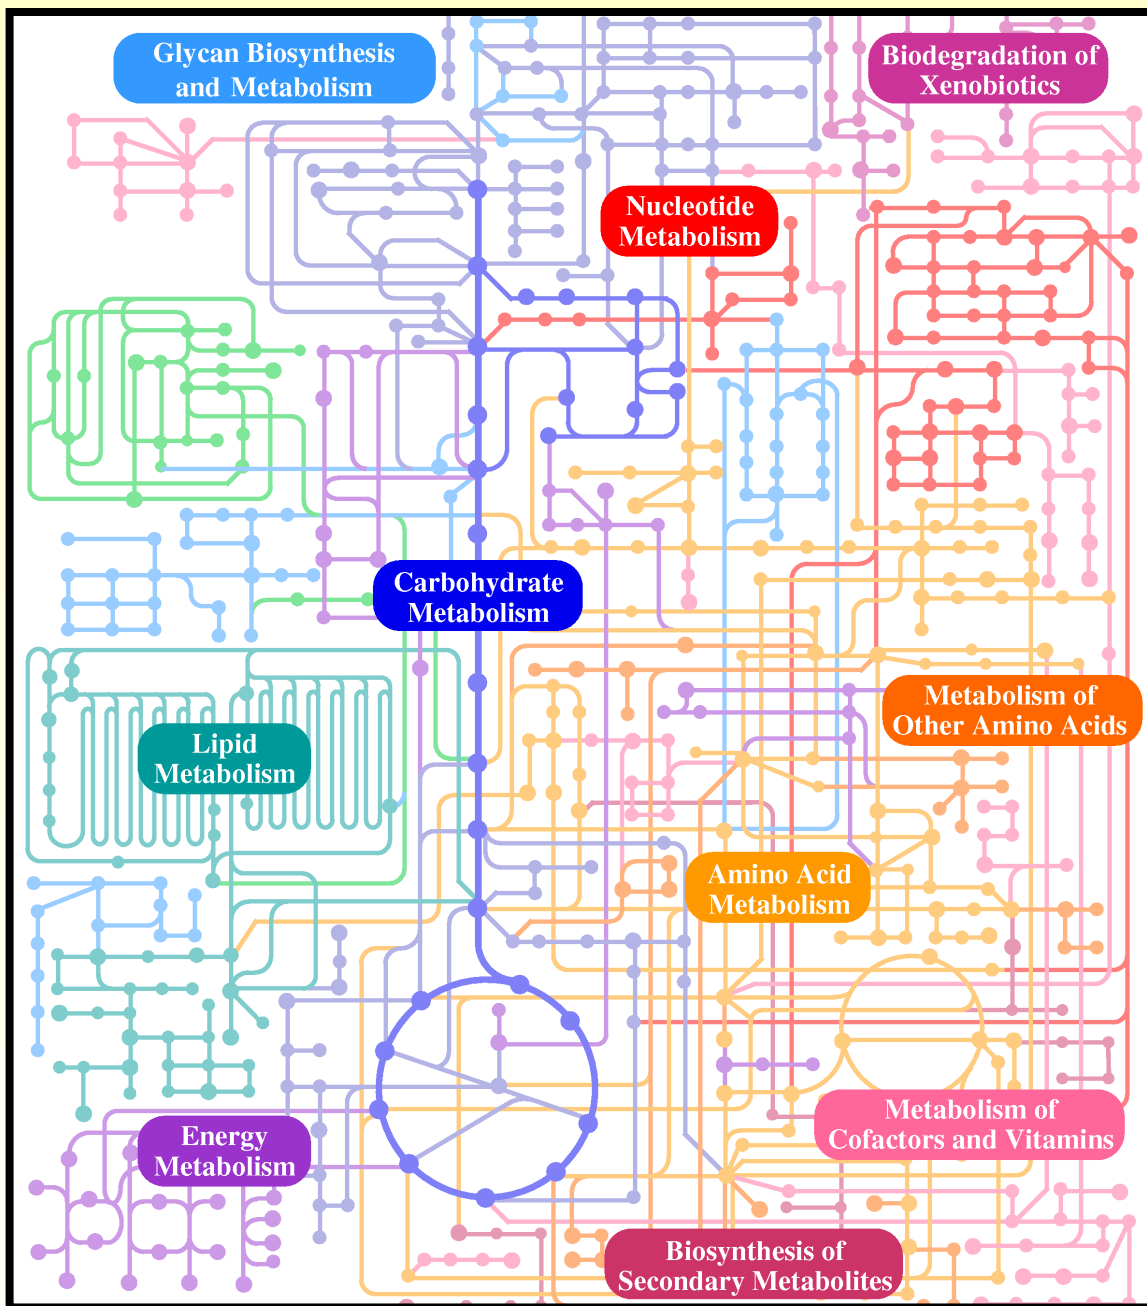 Glycan Biosynthesis
and Metabolism
Biodegradation of
Xenobiotics
Nucleotide
Metabolism
Carbohydrate
Metabolism
Metabolism of
Other Amino Acids
Lipid
Metabolism
Amino Acid
Metabolism
Energy
Metabolism
Metabolism of
Cofactors and Vitamins
Biosynthesis of
Secondary Metabolites